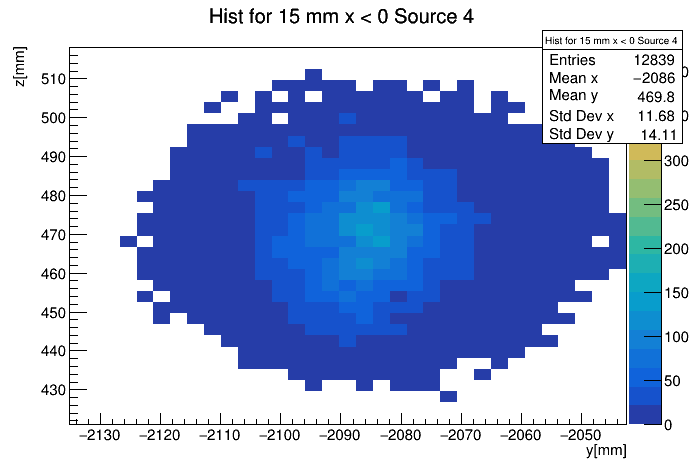 Hist for 15 mm x < 0 Source 4
z[mm]
Hist for 15 mm x < 0 Source 4
Entries 12839
Mean x −2086
Mean y 469.8
Std Dev x 11.68
Std Dev y 14.11
510
500
490
480
470
460
450
440
430
300
250
200
150
100
50
0
−2130 −2120 −2110 −2100 −2090 −2080 −2070 −2060 −2050
y[mm]